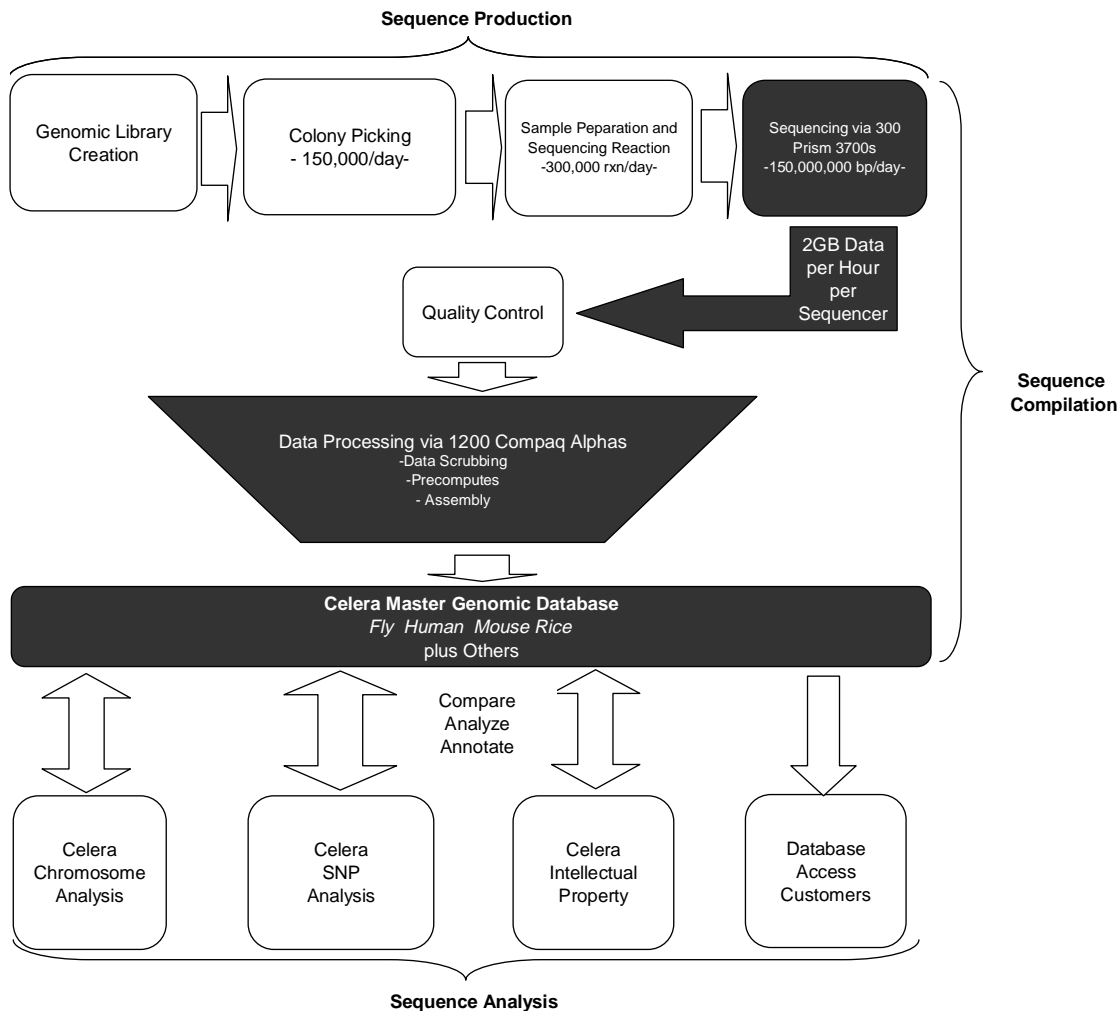 Sequence Production
Genomic Library
Creation
Colony Picking
- 150,000/day-
Sample Peparation and
Sequencing Reaction
-300,000 rxn/day-
Sequencing via 300
Prism 3700s
-150,000,000 bp/day-
2GB Data
per Hour
per
Sequencer
Quality Control
Sequence
Compilation
Data Processing via 1200 Compaq Alphas
-Data Scrubbing
-Precomputes
- Assembly
Celera Master Genomic Database
Fly Human Mouse Rice
plus Others
Compare
Analyze
Annotate
Celera
Chromosome
Analysis
Celera
SNP
Analysis
Celera
Intellectual
Property
Database
Access
Customers
Sequence Analysis